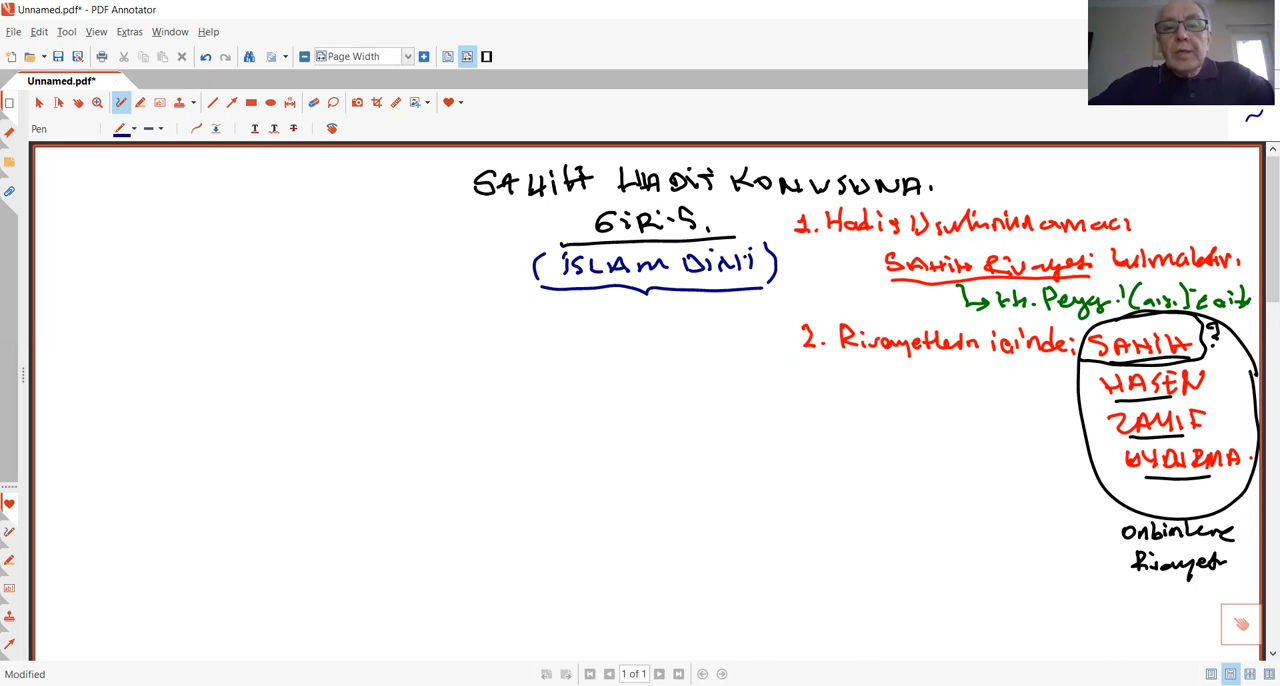 Unnamed.pdf* - PDF Annotator
File Edit Tool View Extras Window Help
Page Width
Unnamed.pdf*
Pen
SAHİH HADİS KONUSUNA.
GİRİŞ.
(İSLAM DİNİ)
1. Hadis Usulünün amacı
SAHİH Rivayeti bulmaktır.
Hz. Peyg. (a.s.)'e ait
2. Rivayetlerin içinde; SAHİH ?
HASEN
ZAYIF
UYDURMA.
Onbinlerce
Rivayet
Modified
1 of 1